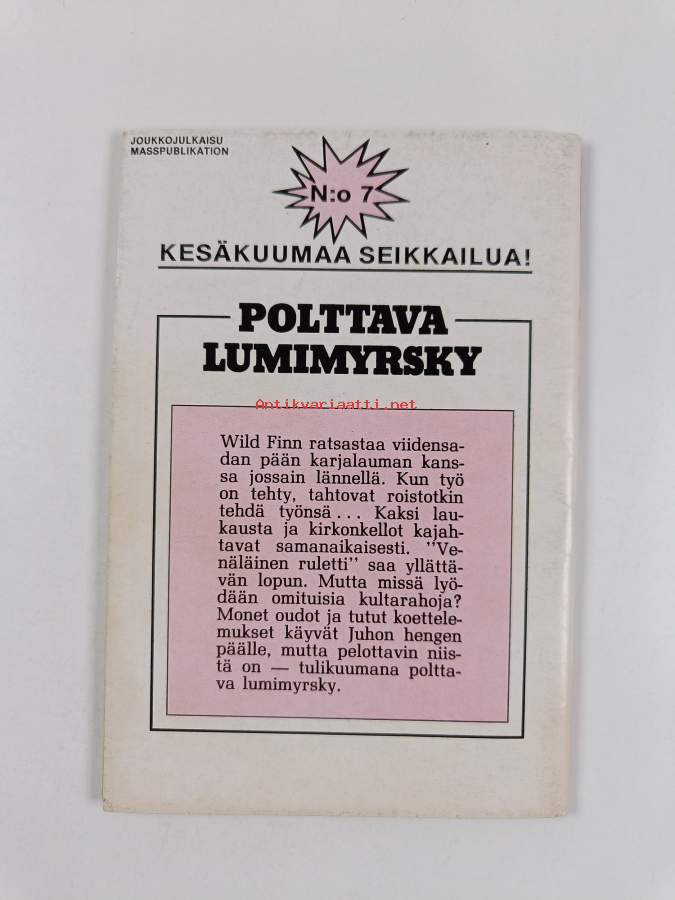 JOUKKOJULKAISU
MASSPUBLIKATION
N:o 7
KESÄKUUMAA SEIKKAILUA!
POLTTAVA
LUMIMYRSKY
Antikvariaatti.net
Wild Finn ratsastaa viidensa-
dan pään karjalauman kans-
sa jossain lännellä. Kun työ
on tehty, tahtovat roistotkin
tehdä työnsä ... Kaksi lau-
kausta ja kirkonkellot kajah-
tavat samanaikaisesti. "Ve-
näläinen ruletti" saa yllättä-
vän lopun. Mutta missä lyö-
dään omituisia kultarahoja?
Monet oudot ja tutut koettele-
mukset käyvät Juhon hengen
päälle, mutta pelottavin niis-
tä on — tulikuumana poltta-
va lumimyrsky.